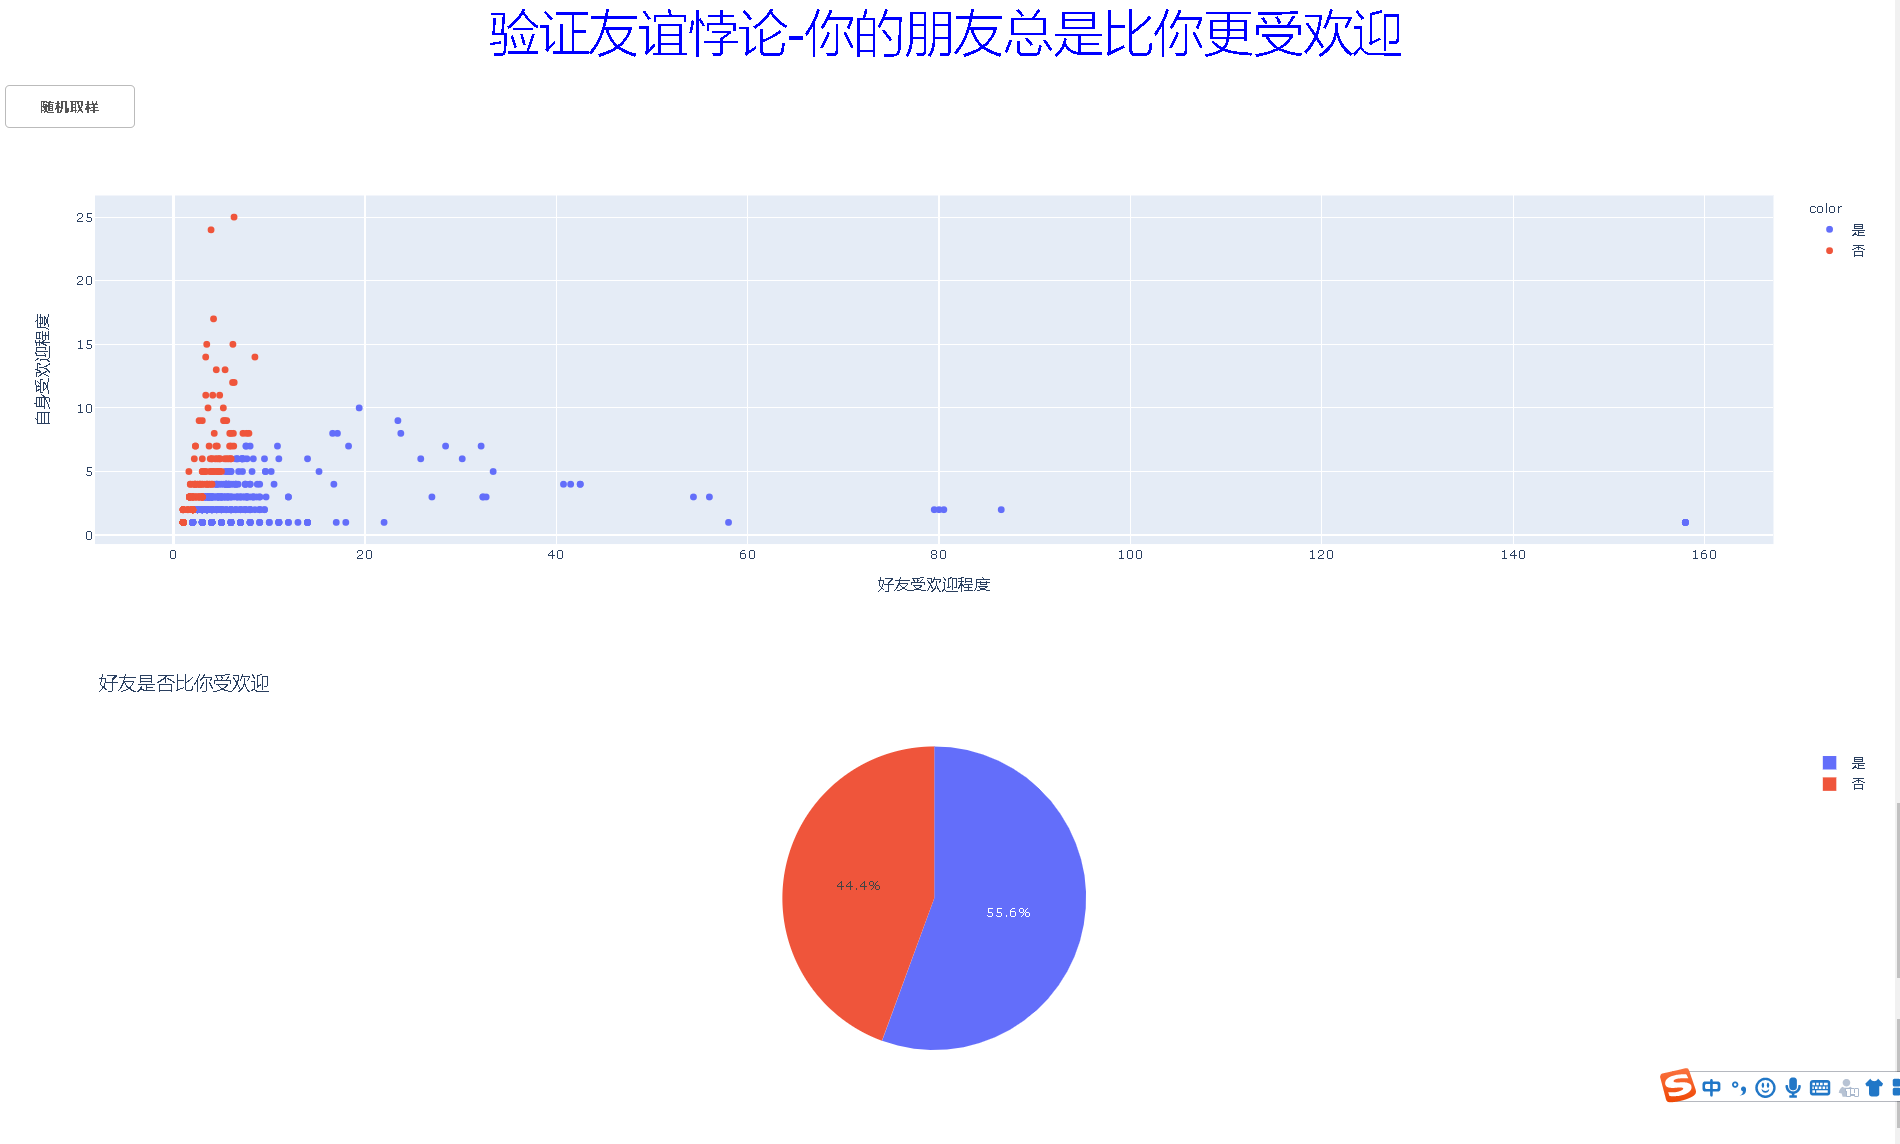 验证友谊悖论-你的朋友总是比你更受欢迎
随机取样
color
是
否
25
20
15
10
5
0
自身受欢迎程度
0 20 40 60 80 100 120 140 160
好友受欢迎程度
好友是否比你受欢迎
是
否
44.4%
55.6%
S 中